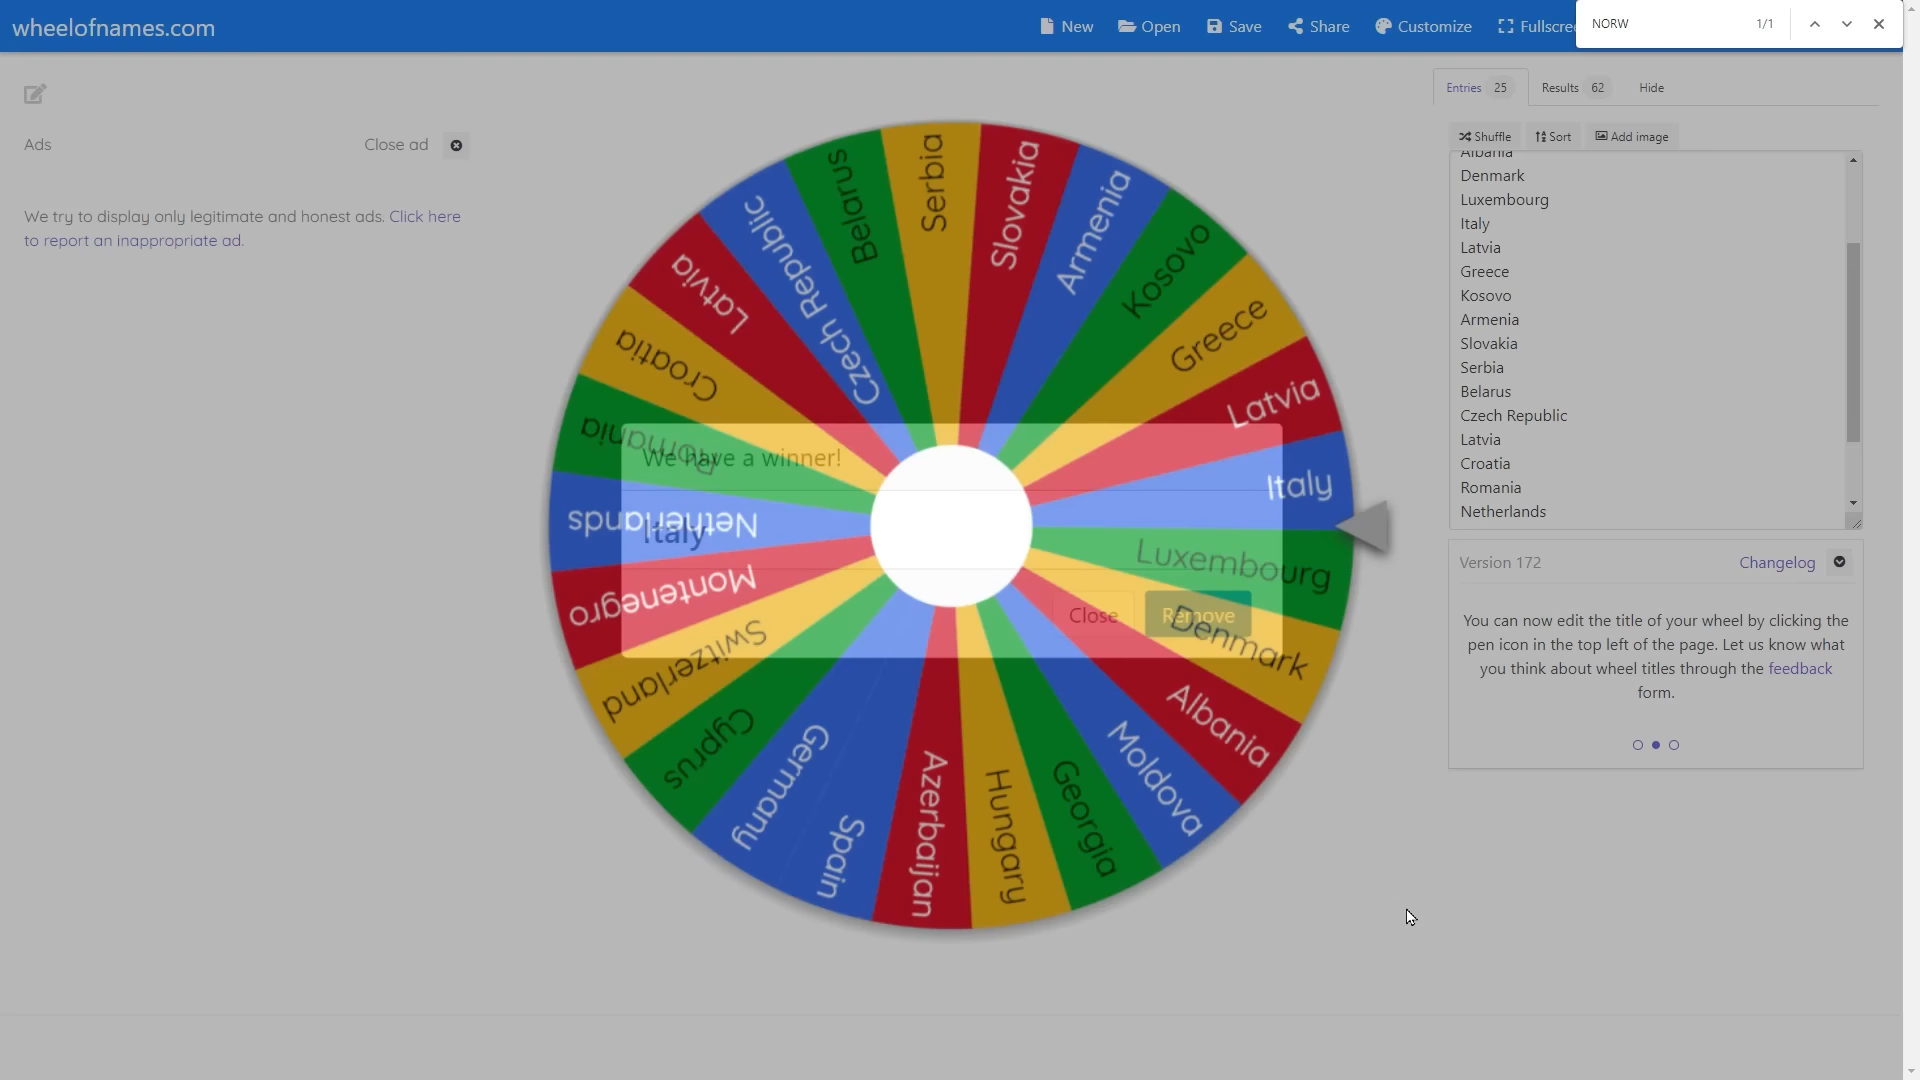 wheelofnames.com
New
Open
Save
Share
Customize
Fullscree
NORW
1/1
Entries 25
Results 62
Hide
Ads
Close ad
We try to display only legitimate and honest ads. Click here
to report an inappropriate ad.
Shuffle
Sort
Add image
Albania
Denmark
Luxembourg
Italy
Latvia
Greece
Kosovo
Armenia
Slovakia
Serbia
Belarus
Czech Republic
Latvia
Croatia
Romania
Netherlands
Serbia
Slovakia
Armenia
Kosovo
Greece
Latvia
Italy
Luxembourg
Denmark
Albania
Moldova
Georgia
Hungary
Azerbaijan
Spain
Germany
Cyprus
Switzerland
Montenegro
Netherlands
Romania
Croatia
Latvia
Czech Republic
Belarus
We have a winner!
Italy
Close
Remove
Version 172
Changelog
You can now edit the title of your wheel by clicking the
pen icon in the top left of the page. Let us know what
you think about wheel titles through the feedback
form.